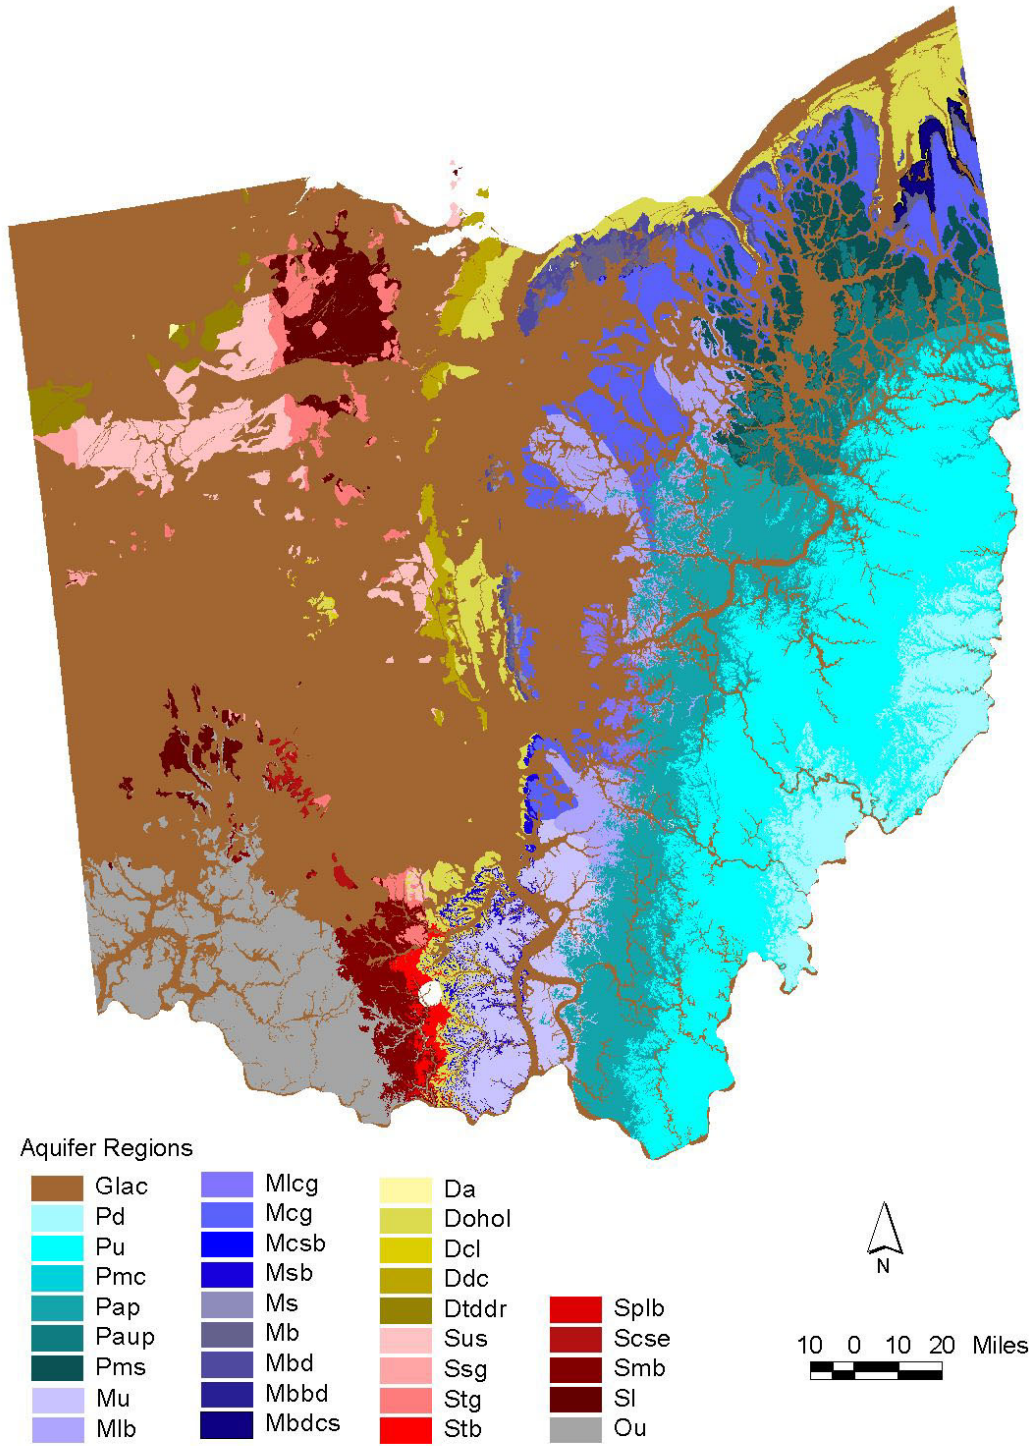 Aquifer Regions
Glac
Pd
Pu
Pmc
Pap
Paup
Pms
Mu
Mlb
Mlcg
Mcg
Mcsb
Msb
Ms
Mb
Mbd
Mbbd
Mbdcs
Da
Dohol
Dcl
Ddc
Dtddr
Sus
Ssg
Stg
Stb
Splb
Scse
Smb
Sl
Ou
N
10 0 10 20 Miles